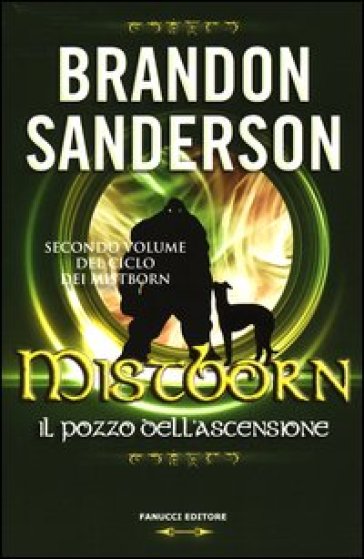 BRANDON
SANDERSON
SECONDO VOLUME
DEL CICLO
DEI MISTBORN
MISTBORN
IL POZZO DELL'ASCENSIONE
FANUCCI EDITORE